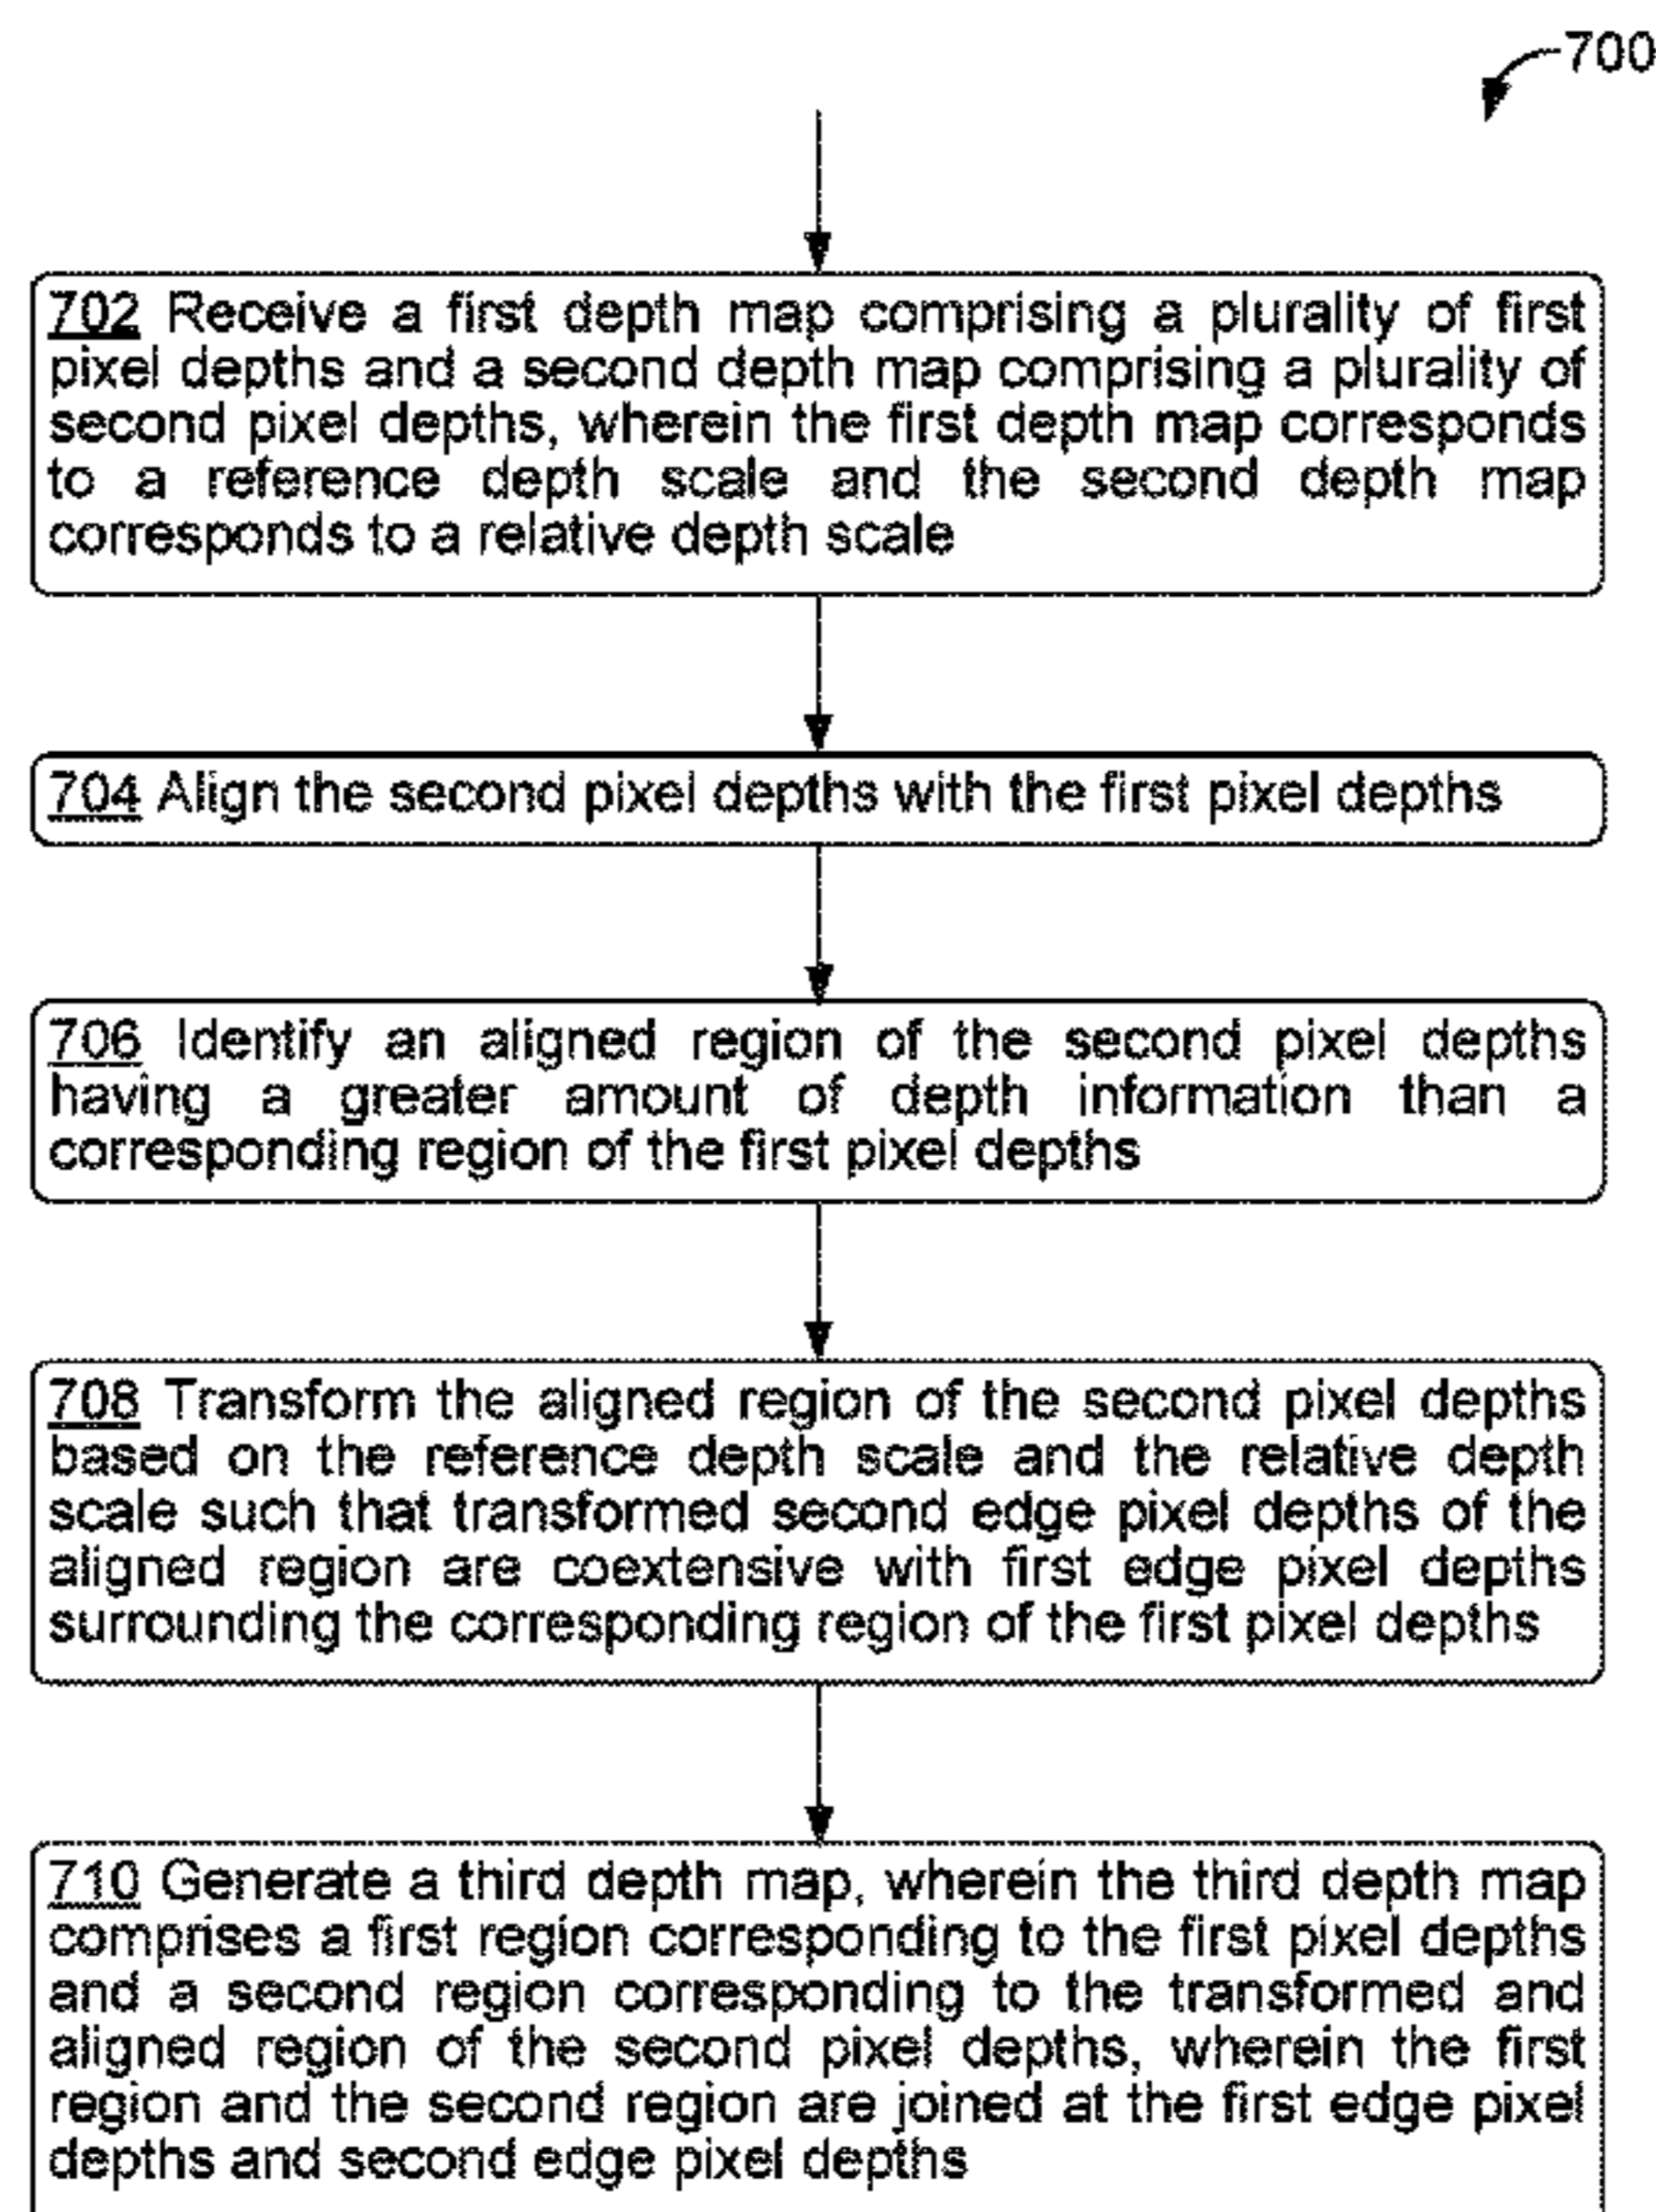 700
702 Receive a first depth map comprising a plurality of first
pixel depths and a second depth map comprising a plurality of
second pixel depths, wherein the first depth map corresponds
to a reference depth scale and the second depth map
corresponds to a relative depth scale
704 Align the second pixel depths with the first pixel depths
706 Identify an aligned region of the second pixel depths
having a greater amount of depth information than a
corresponding region of the first pixel depths
708 Transform the aligned region of the second pixel depths
based on the reference depth scale and the relative depth
scale such that transformed second edge pixel depths of the
aligned region are coextensive with first edge pixel depths
surrounding the corresponding region of the first pixel depths
710 Generate a third depth map, wherein the third depth map
comprises a first region corresponding to the first pixel depths
and a second region corresponding to the transformed and
aligned region of the second pixel depths, wherein the first
region and the second region are joined at the first edge pixel
depths and second edge pixel depths